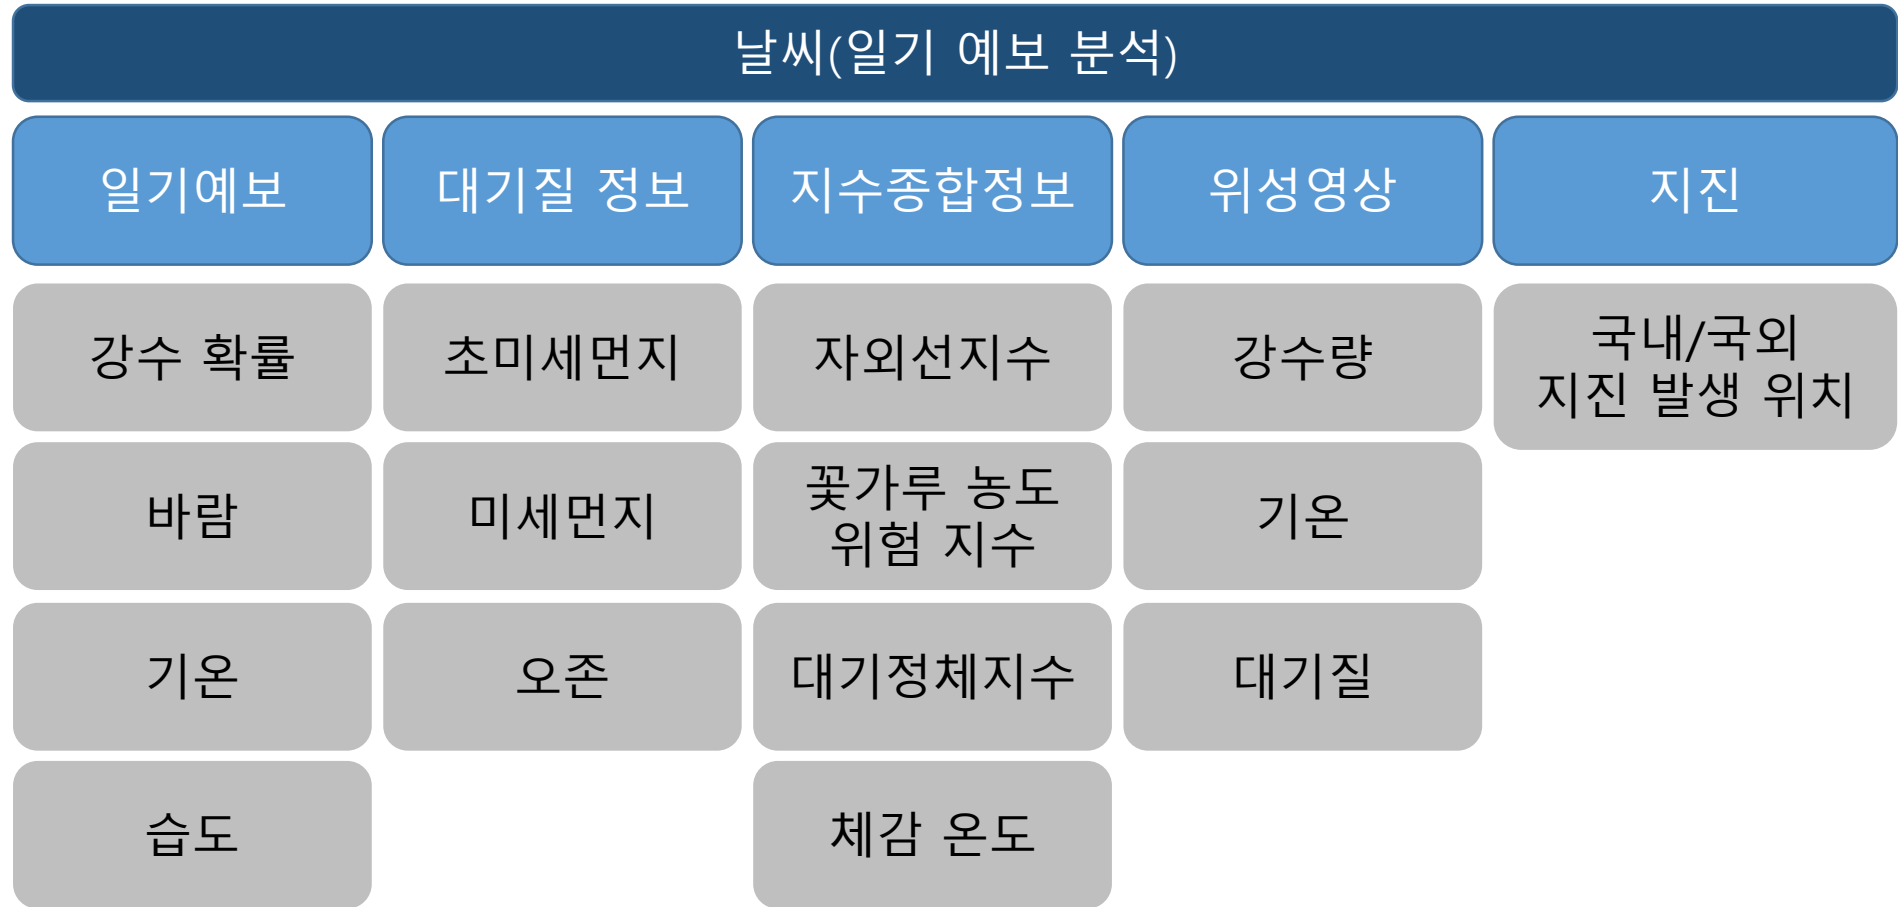 날씨(일기 예보 분석)
일기예보
대기질 정보
지수종합정보
위성영상
지진
강수 확률
초미세먼지
자외선지수
강수량
국내/국외
지진 발생 위치
바람
미세먼지
꽃가루 농도
위험 지수
기온
기온
오존
대기정체지수
대기질
습도
체감 온도